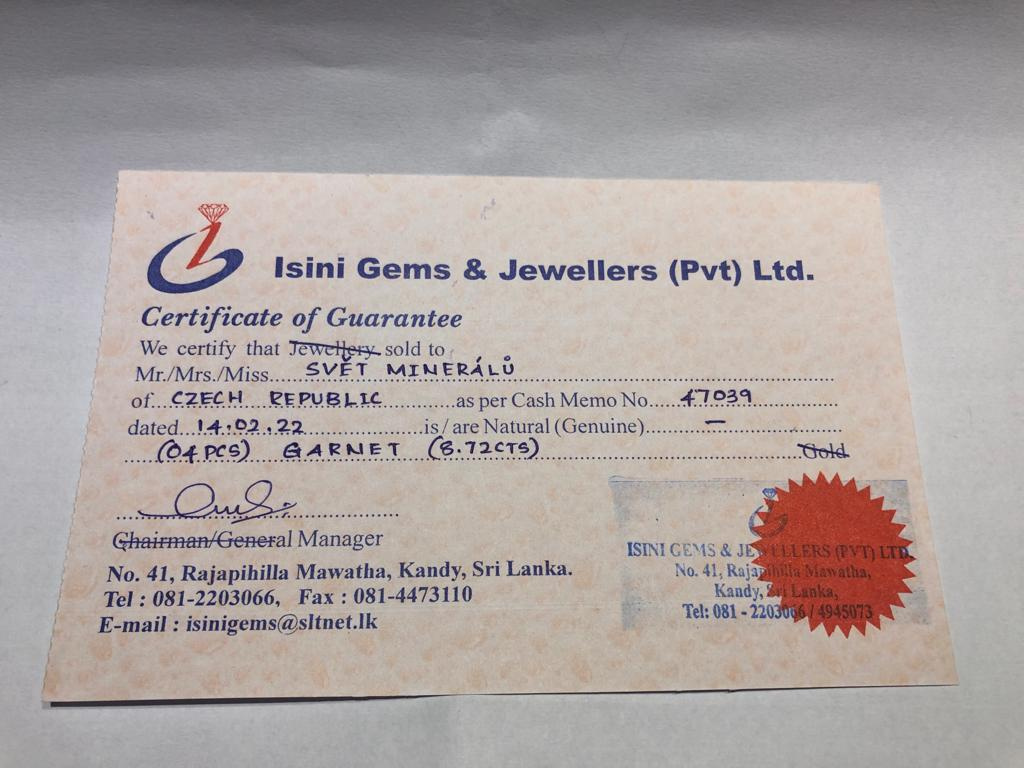 Isini Gems & Jewellers (Pvt) Ltd.
Certificate of Guarantee
We certify that Jewellery sold to
Mr./Mrs./Miss.... SVĚT MINERÁLŮ
of.. CZECH REPUBLIC ............as per Cash Memo No..... 47039
dated... 14.02.22 ............is/are Natural (Genuine)........ —
(04 PCS) GARNET (8.72CTS) Gold
Chairman/General Manager
No. 41, Rajapihilla Mawatha, Kandy, Sri Lanka.
Tel : 081-2203066, Fax : 081-4473110
E-mail : isinigems@sltnet.lk
ISINI GEMS & JEWELLERS (PVT) LTD.
No. 41, Rajapihilla Mawatha,
Kandy, Sri Lanka,
Tel: 081 - 2203066 / 4945073